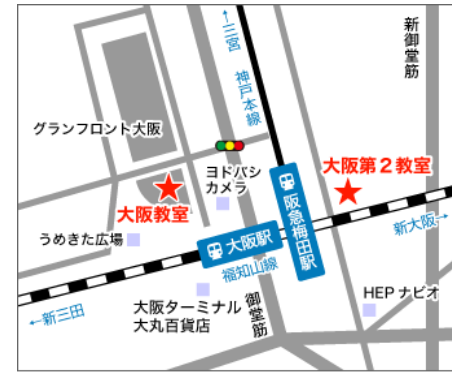 ←三宮
神戸本線
新御堂筋
グランフロント大阪
ヨドバシ
カメラ
大阪第２教室
大阪教室
うめきた広場
大阪駅
阪急梅田駅
新大阪→
福知山線
←新三田
大阪ターミナル
大丸百貨店
御堂筋
HEP ナビオ